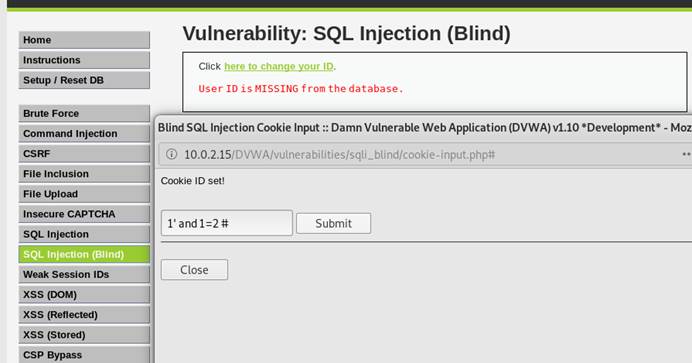 Vulnerability: SQL Injection (Blind)
Home
Instructions
Setup / Reset DB
Brute Force
Command Injection
CSRF
File Inclusion
File Upload
Insecure CAPTCHA
SQL Injection
SQL Injection (Blind)
Weak Session IDs
XSS (DOM)
XSS (Reflected)
XSS (Stored)
CSP Bypass
Click here to change your ID.
User ID is MISSING from the database.
Blind SQL Injection Cookie Input :: Damn Vulnerable Web Application (DVWA) v1.10 *Development* - Moz
10.0.2.15/DVWA/vulnerabilities/sqli_blind/cookie-input.php#
Cookie ID set!
1' and 1=2 #
Submit
Close